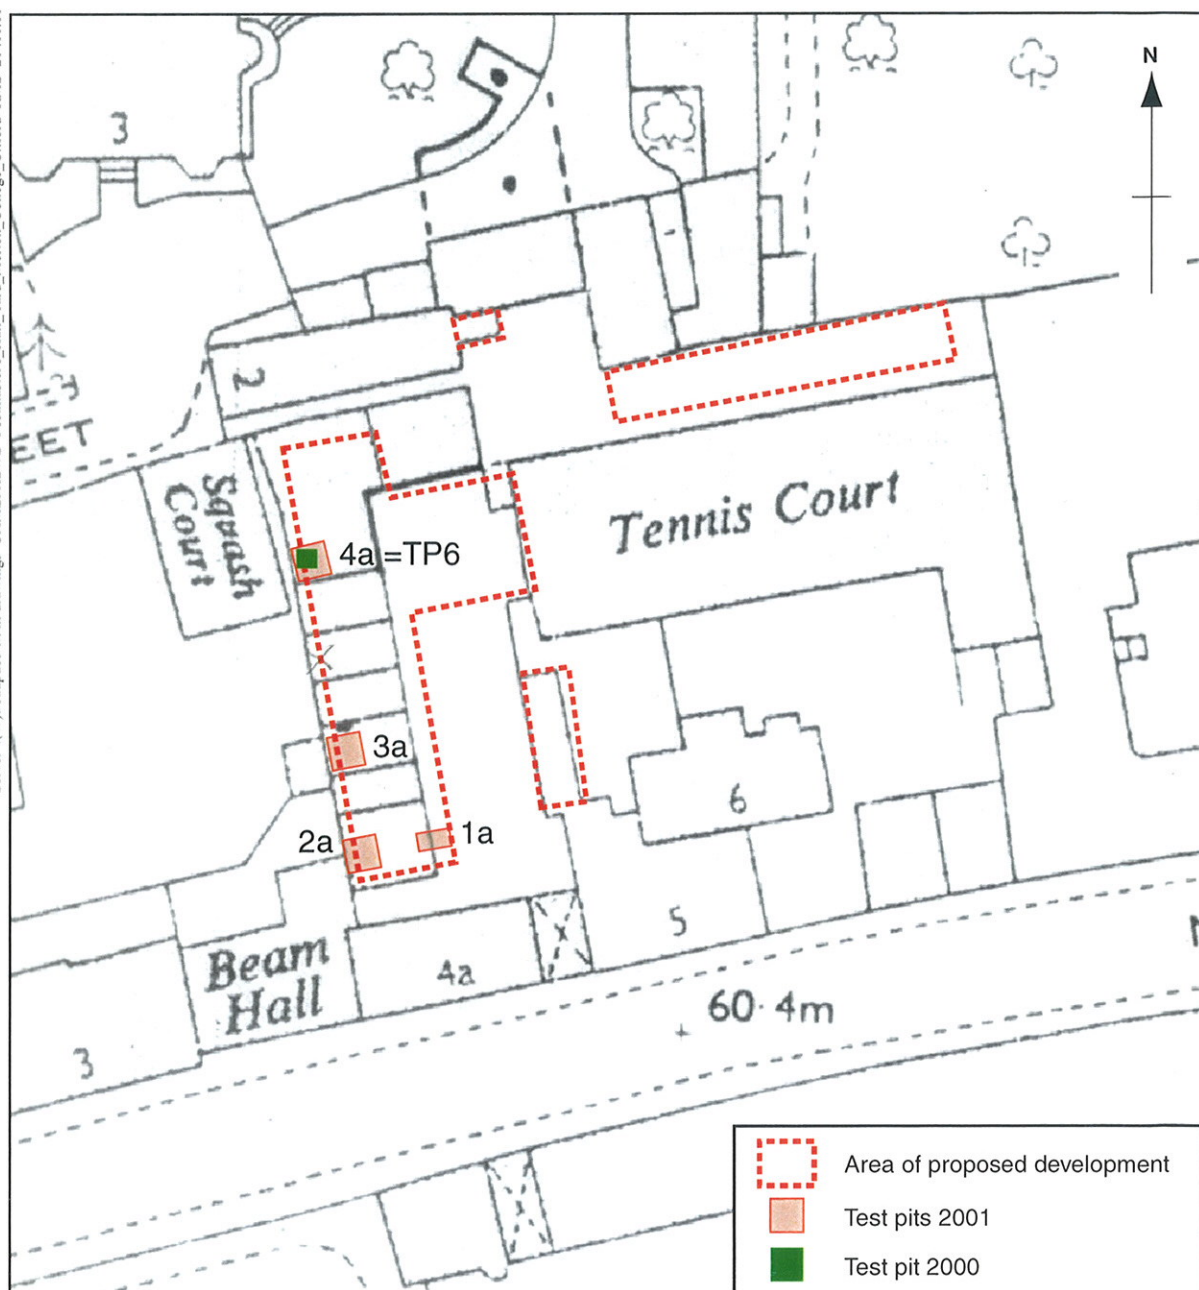 N
3
2
EET
Squash
Court
Tennis Court
4a =TP6
3a
2a
1a
6
5
Beam
Hall
4a
60·4m
3
Area of proposed development
Test pits 2001
Test pit 2000